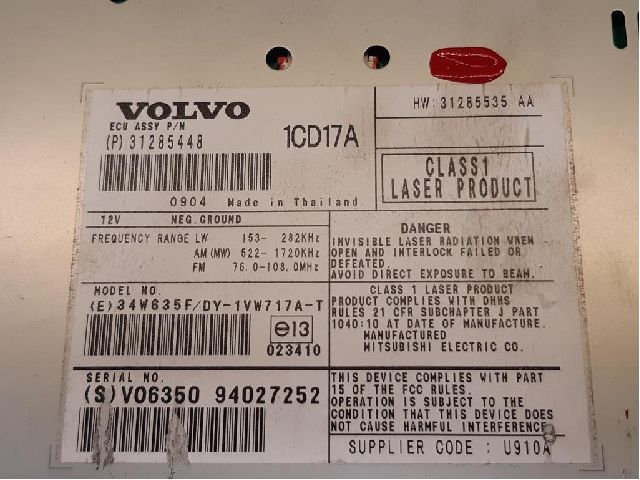 VOLVO
ECU ASSY P/N
(P) 31285448
1CD17A
0904 Made in Thailand
HW: 31285535 AA
CLASS1
LASER PRODUCT
12V NEG.GROUND
FREQUENCY RANGE LW 153- 282KHz
AM (MW) 522-1720KHz
FM 76.0-108.0MHz
DANGER
INVISIBLE LASER RADIATION WHEN
OPEN AND INTERLOCK FAILED OR
DEFEATED.
AVOID DIRECT EXPOSURE TO BEAM.
MODEL NO.
(E) 34W635F/DY-1VW717A-T
e13
023410
CLASS 1 LASER PRODUCT
PRODUCT COMPLIES WITH DHHS
RULES 21 CFR SUBCHAPTER J PART
1040:10 AT DATE OF MANUFACTURE.
MANUFACTURED
MITSUBISHI ELECTRIC CO.
SERIAL NO.
(S) V06350 94027252
THIS DEVICE COMPLIES WITH PART
15 OF THE FCC RULES.
OPERATION IS SUBJECT TO THE
CONDITION THAT THIS DEVICE DOES
NOT CAUSE HARMFUL INTERFERENCE.
SUPPLIER CODE : U910A